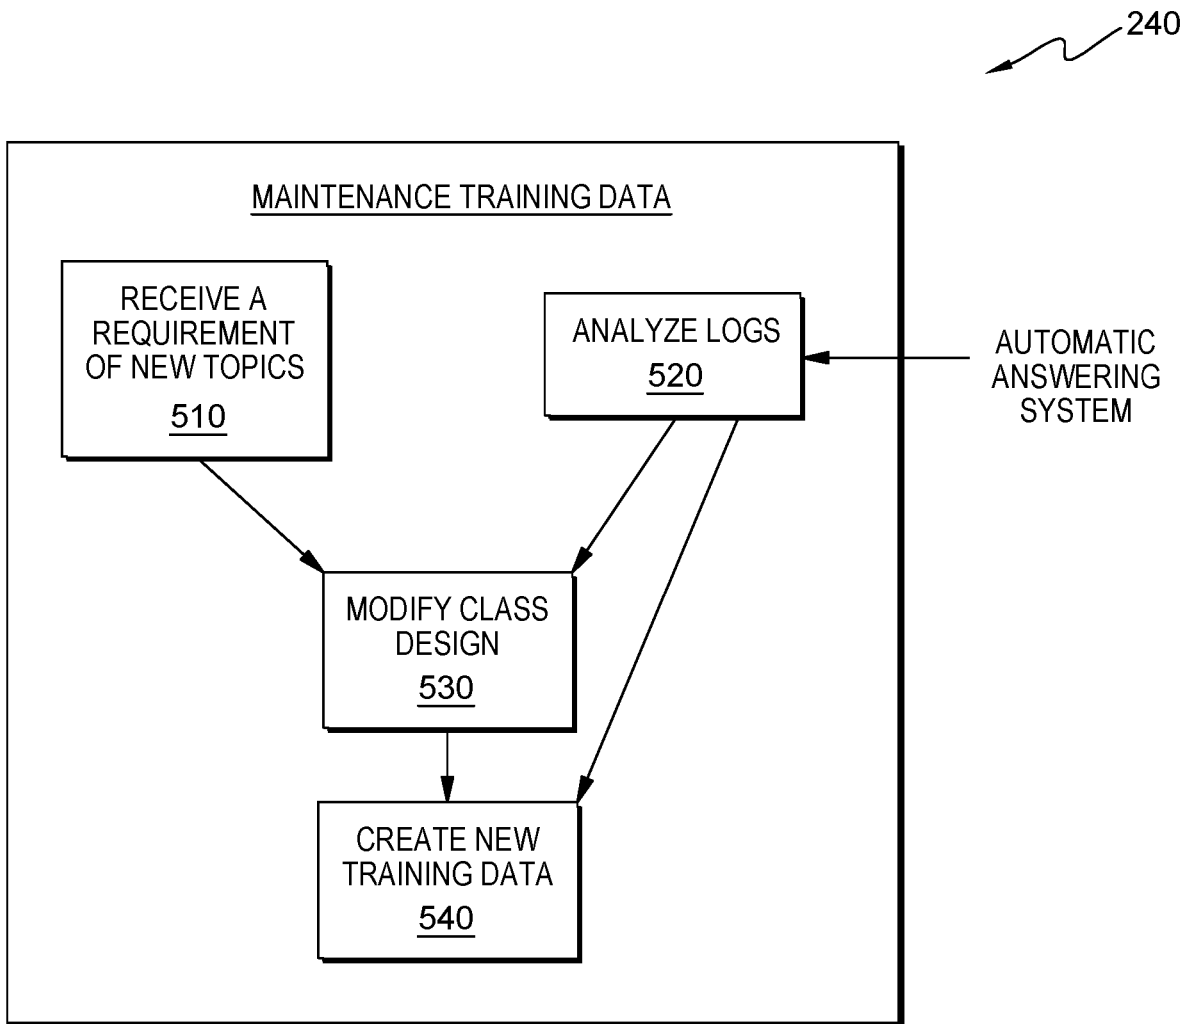 240
MAINTENANCE TRAINING DATA
RECEIVE A
REQUIREMENT
OF NEW TOPICS
510
ANALYZE LOGS
520
AUTOMATIC
ANSWERING
SYSTEM
MODIFY CLASS
DESIGN
530
CREATE NEW
TRAINING DATA
540